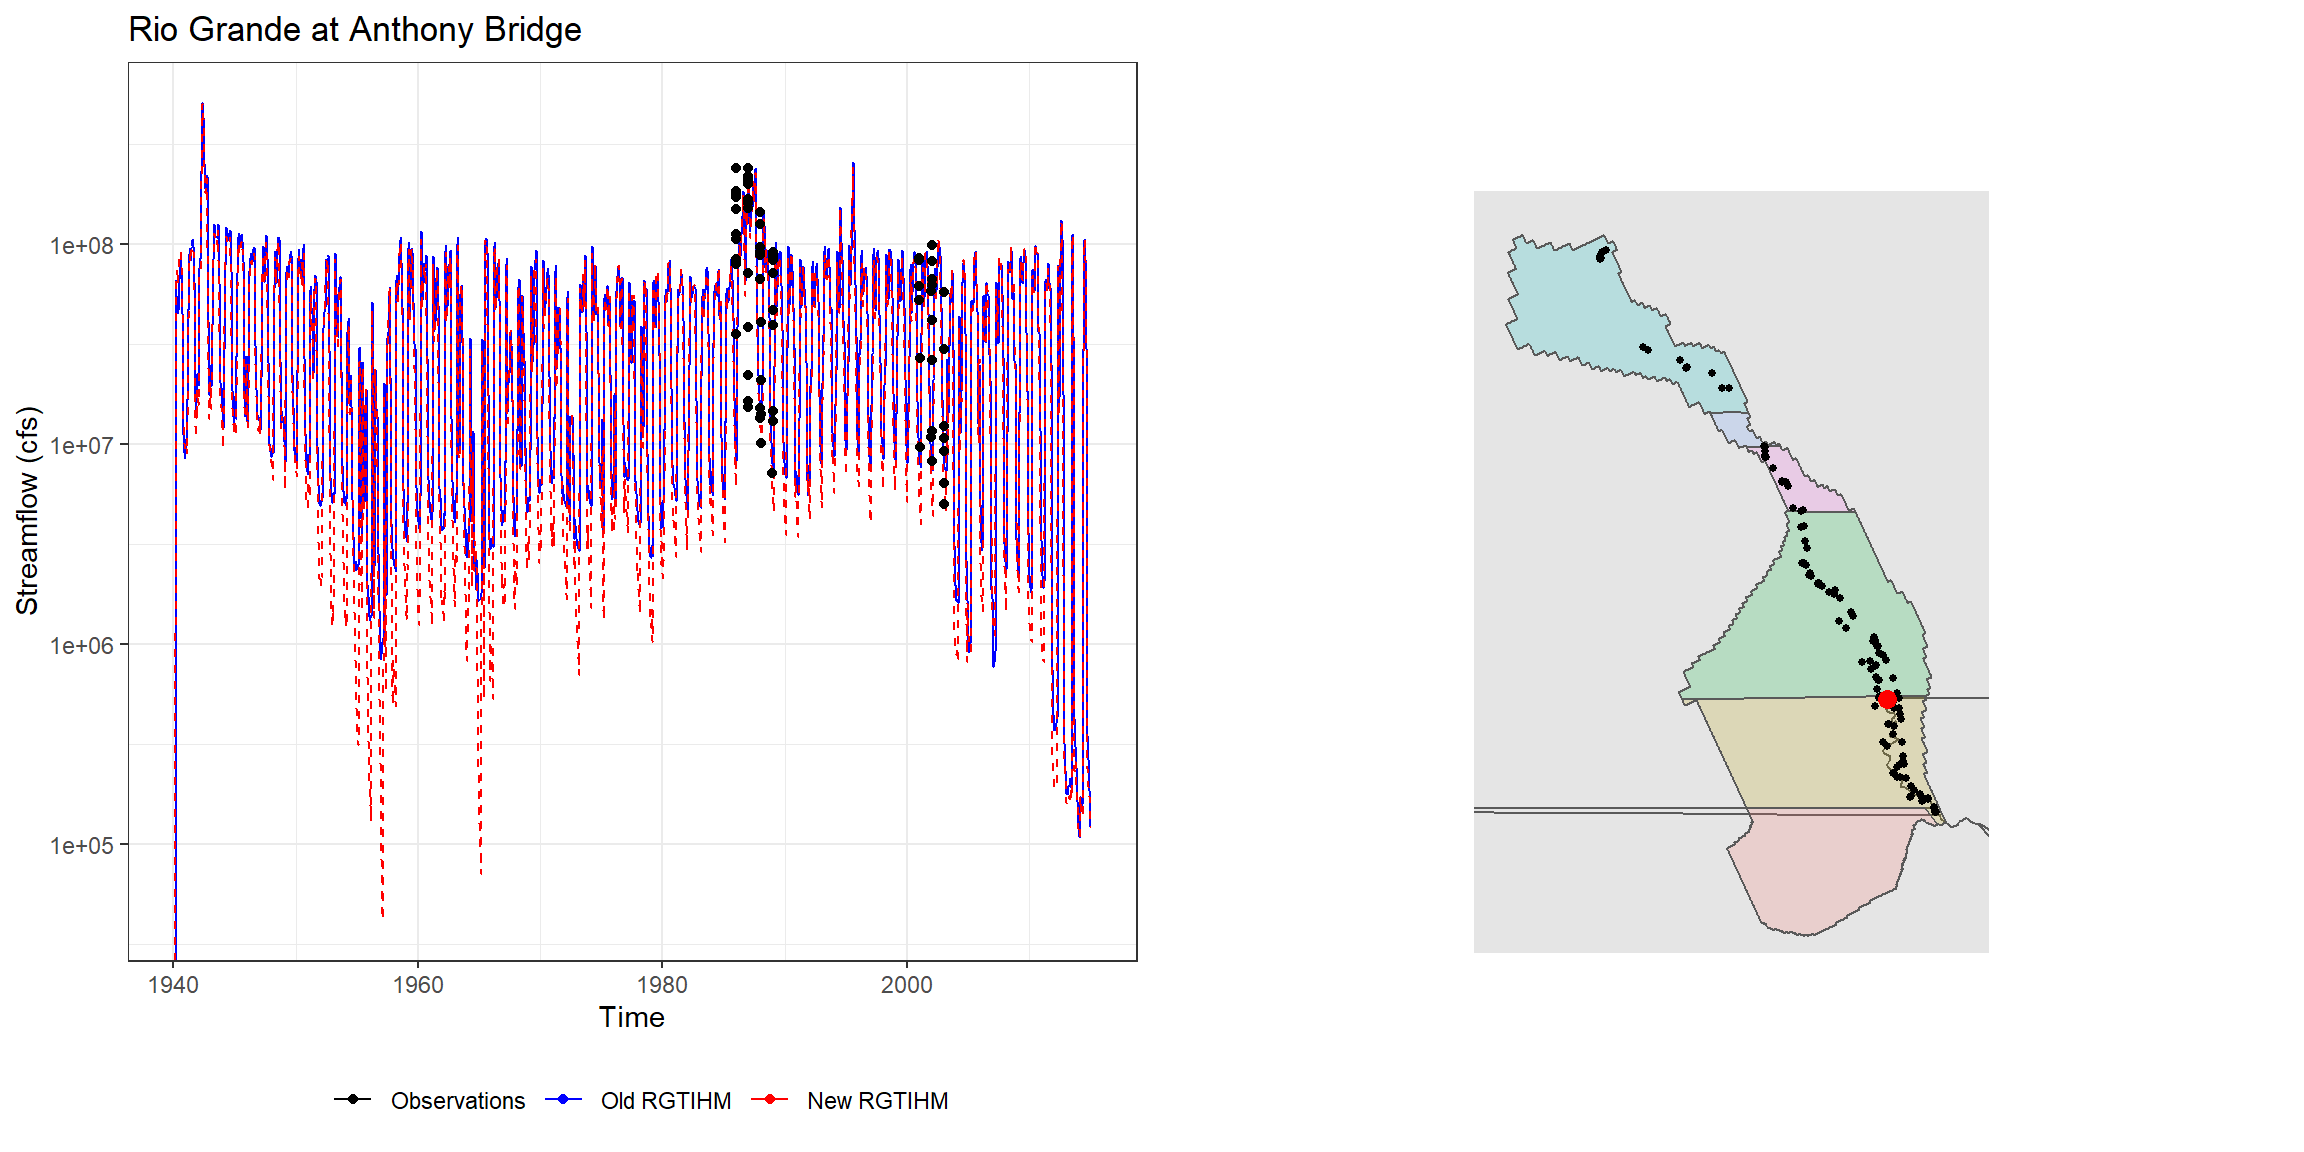 Rio Grande at Anthony Bridge
Streamflow (cfs)
1e+08
1e+07
1e+06
1e+05
1940 1960 1980 2000
Time
Observations Old RGTIHM New RGTIHM